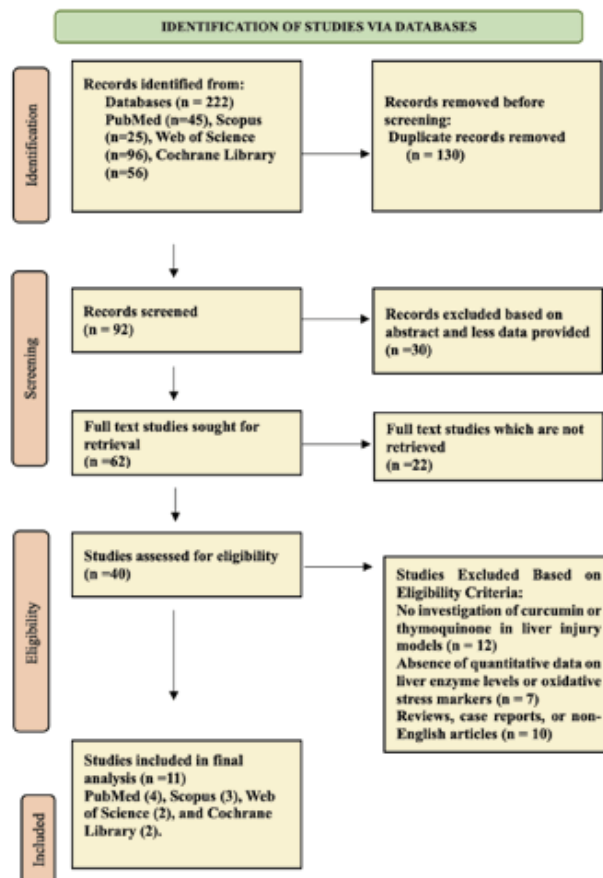 IDENTIFICATION OF STUDIES VIA DATABASES
Identification
Records identified from:
Databases (n = 222)
PubMed (n=45), Scopus
(n=25), Web of Science
(n=96), Cochrane Library
(n=56)
Records removed before
screening:
Duplicate records removed
(n = 130)
Screening
Records screened
(n = 92)
Records excluded based on
abstract and less data provided
(n =30)
Full text studies sought for
retrieval
(n =62)
Full text studies which are not
retrieved
(n =22)
Eligibility
Studies assessed for eligibility
(n =40)
Studies Excluded Based on
Eligibility Criteria:
No investigation of curcumin or
thymoquinone in liver injury
models (n = 12)
Absence of quantitative data on
liver enzyme levels or oxidative
stress markers (n = 7)
Reviews, case reports, or non-
English articles (n = 10)
Included
Studies included in final
analysis (n =11)
PubMed (4), Scopus (3), Web
of Science (2), and Cochrane
Library (2).